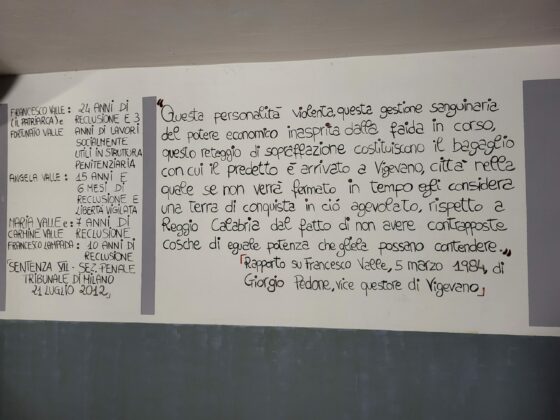 FRANCESCO VALLE: 24 ANNI DI
(IL PATRIARCA) e RECLUSIONE E 3
FORTUNATO VALLE ANNI DI LAVORI
SOCIALMENTE
UTILI IN STRUTTURA
PENITENZIARIA
ANGELA VALLE: 15 ANNI E
6 MESI DI
RECLUSIONE E
LIBERTÀ VIGILATA
MARIA VALLE e: 7 ANNI DI
CARMINE VALLE RECLUSIONE
FRANCESCO LAMPADA: 10 ANNI DI
RECLUSIONE
"SENTENZA VII - SEZ. PENALE
TRIBUNALE DI MILANO
21 LUGLIO 2012"
"Questa personalità violenta, questa gestione sanguinaria
del potere economico inasprita dalla faida in corso,
questo retaggio di sopraffazione costituiscono il bagaglio
con cui il predetto è arrivato a Vigevano, città nella
quale se non verrà fermato in tempo egli considera
una terra di conquista in ciò agevolato, rispetto a
Reggio Calabria dal fatto di non avere contrapposte
cosche di eguale potenza che gliela possano contendere..."
"Rapporto su Francesco Valle, 5 marzo 1984, di
Giorgio Pedone, vice questore di Vigevano"